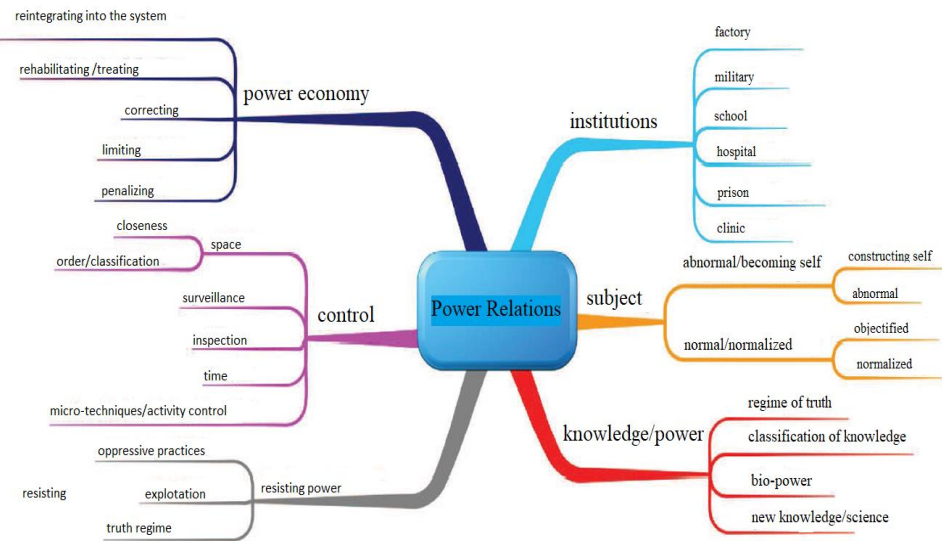 reintegrating into the system
rehabilitating /treating
correcting
limiting
penalizing
power economy
closeness
order/classification
space
surveillance
inspection
time
micro-techniques/activity control
control
oppressive practices
resisting
explotation
truth regime
resisting power
Power Relations
institutions
factory
military
school
hospital
prison
clinic
subject
abnormal/becoming self
constructing self
abnormal
normal/normalized
objectified
normalized
knowledge/power
regime of truth
classification of knowledge
bio-power
new knowledge/science